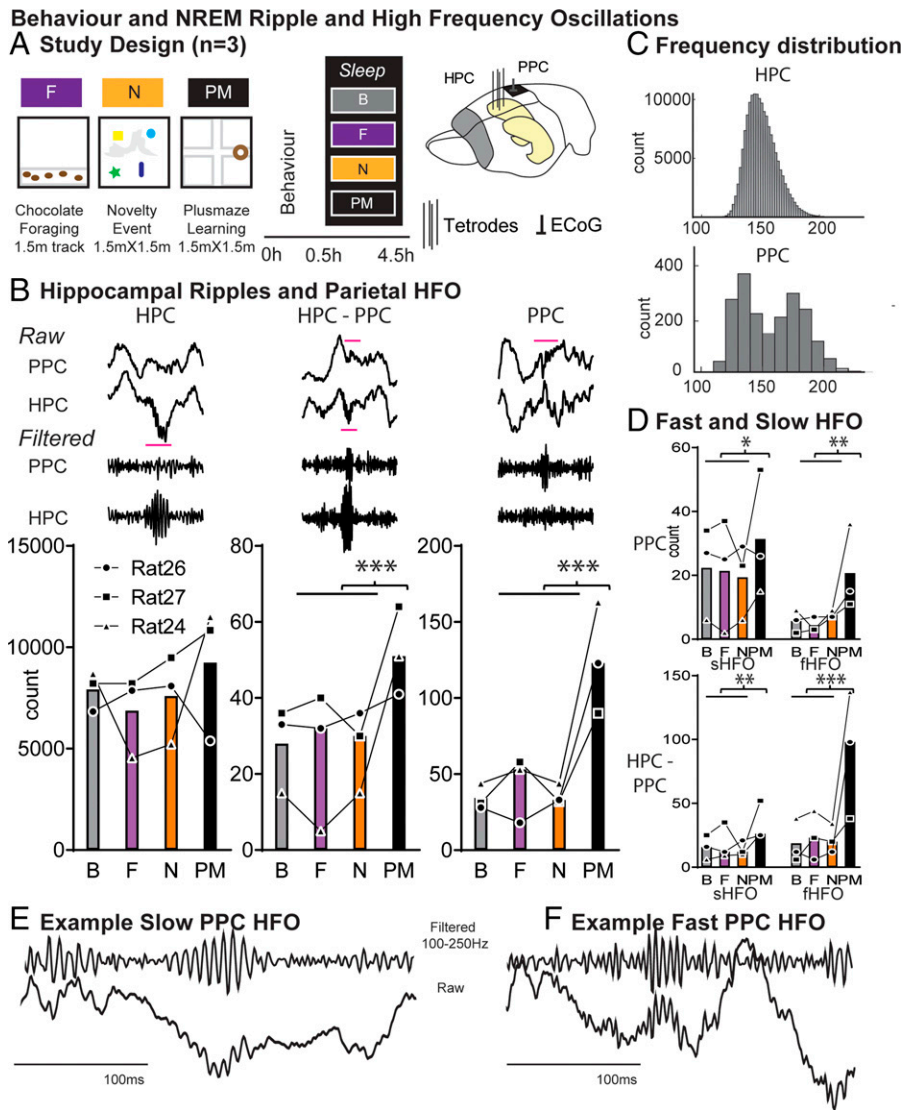 Behaviour and NREM Ripple and High Frequency Oscillations
A Study Design (n=3)
F N PM
Chocolate Foraging 1.5m track
Novelty Event 1.5mX1.5m
Plusmaze Learning 1.5mX1.5m
Behaviour
Sleep
B
F
N
PM
0h 0.5h 4.5h
HPC PPC
Tetrodes ECoG
C Frequency distribution
HPC
count
10000
5000
100 150 200
PPC
count
400
200
0
100 150 200
B Hippocampal Ripples and Parietal HFO
HPC HPC - PPC PPC
Raw
PPC
HPC
Filtered
PPC
HPC
count
15000
10000
5000
0
Rat26
Rat27
Rat24
B F N PM
80
60
40
20
0
***
B F N PM
200
150
100
50
0
***
B F N PM
D Fast and Slow HFO
PPC
count
60
40
20
0
* **
B F N PM B F N PM
sHFO fHFO
HPC - PPC
150
100
50
0
** ***
B F N PM B F N PM
sHFO fHFO
E Example Slow PPC HFO
Filtered
100-250Hz
Raw
100ms
F Example Fast PPC HFO
100ms